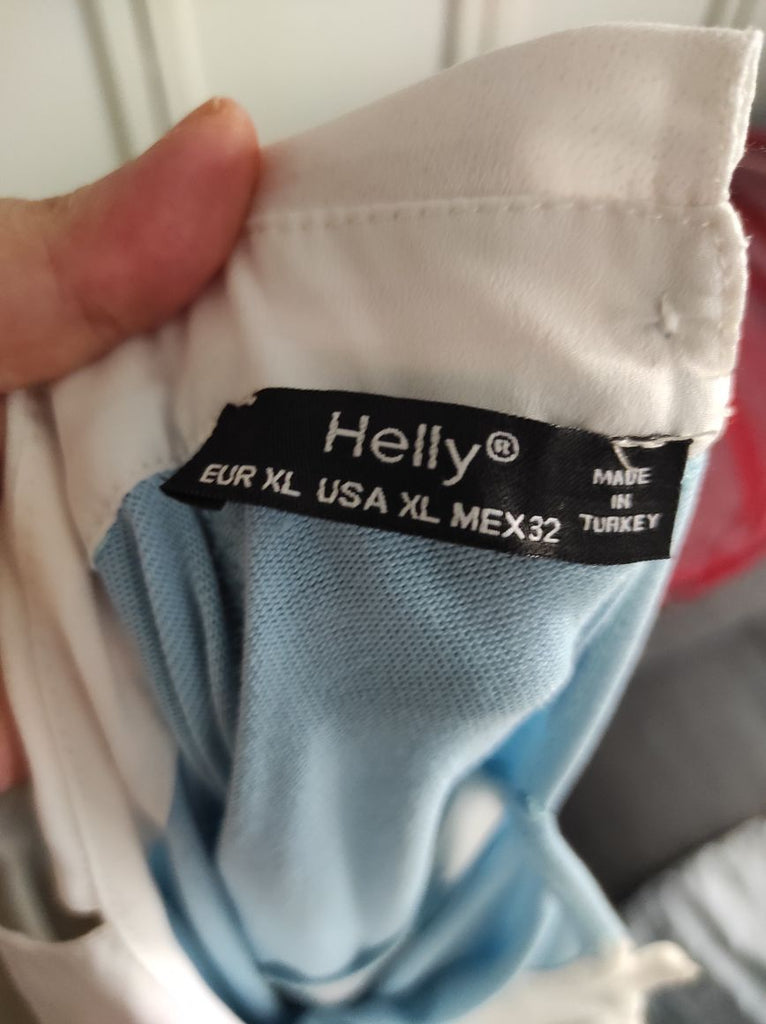 Helly®
EUR XL USA XL MEX32
MADE
IN
TURKEY